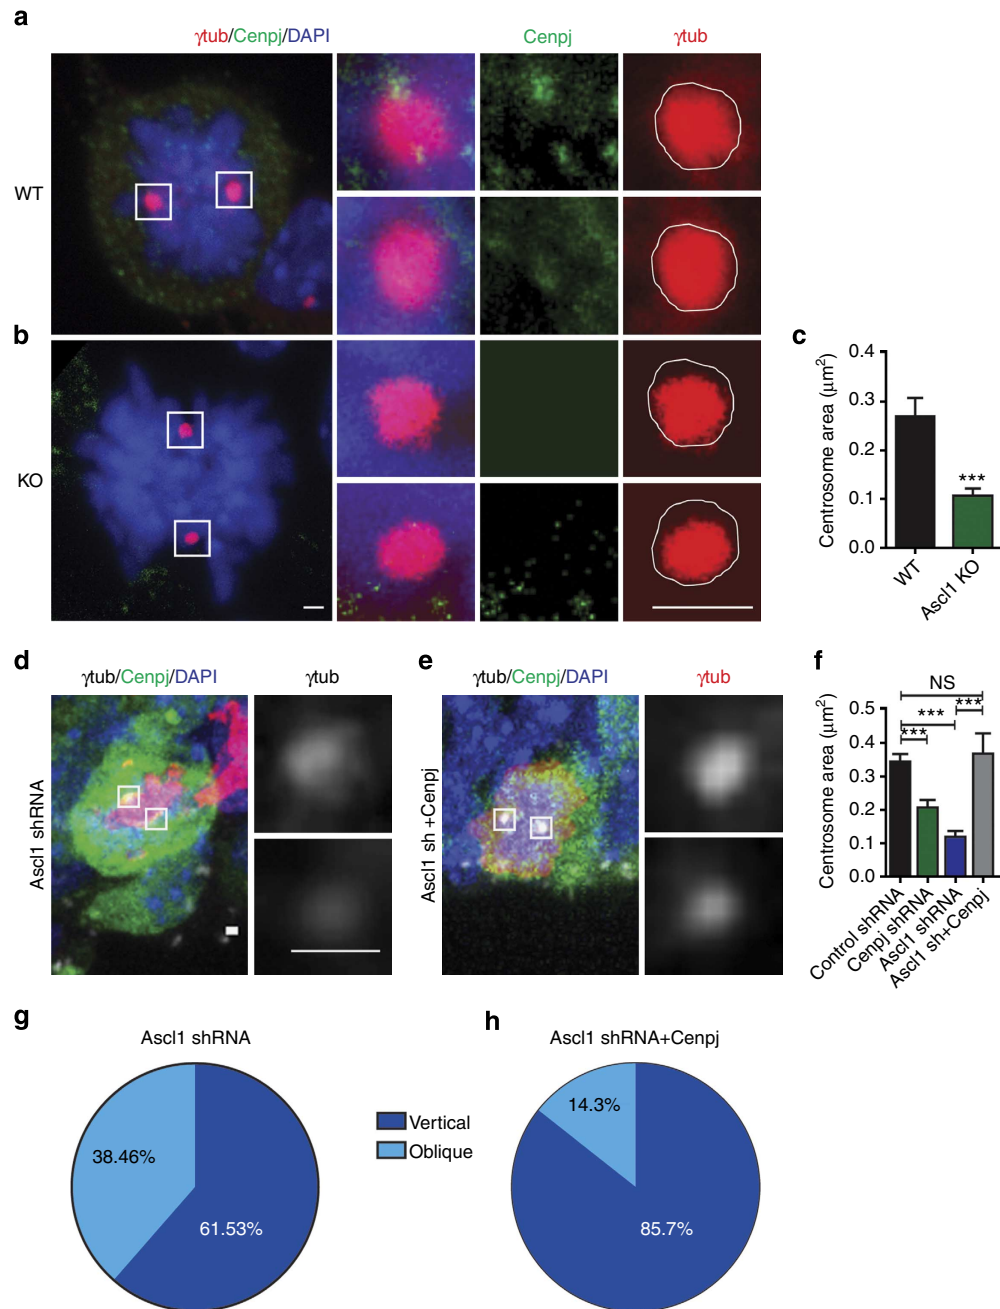 a
γtub/Cenpj/DAPI
Cenpj
γtub
WT
b
KO
c
Centrosome area (μm²)
0.4
0.3
0.2
0.1
0.0
***
WT
Ascl1 KO
d
γtub/Cenpj/DAPI
γtub
Ascl1 shRNA
e
γtub/Cenpj/DAPI
γtub
Ascl1 sh +Cenpj
f
Centrosome area (μm²)
0.5
0.4
0.3
0.2
0.1
0
NS
***
***
***
Control shRNA
Cenpj shRNA
Ascl1 shRNA
Ascl1 sh+Cenpj
g
Ascl1 shRNA
38.46%
61.53%
Vertical
Oblique
h
Ascl1 shRNA+Cenpj
14.3%
85.7%